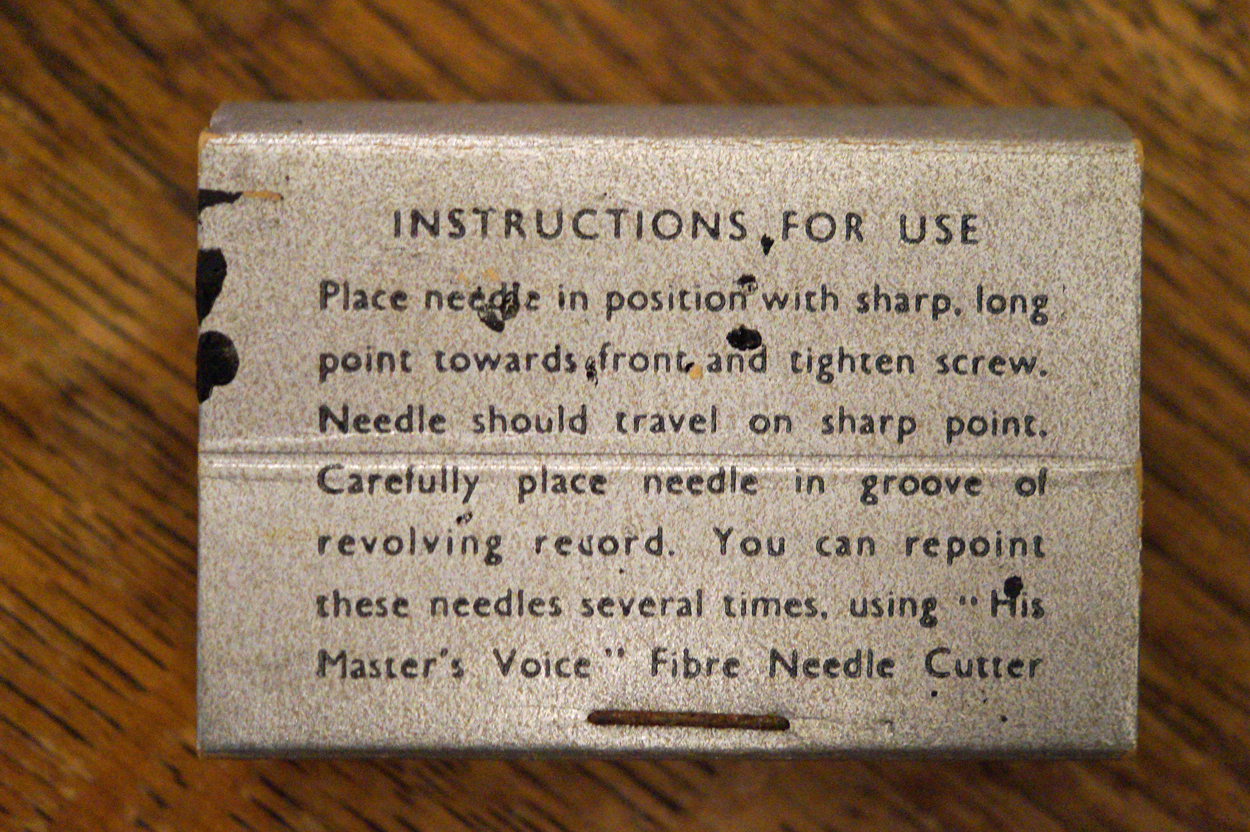 INSTRUCTIONS FOR USE
Place needle in position with sharp, long
point towards front and tighten screw.
Needle should travel on sharp point.
Carefully place needle in groove of
revolving record. You can repoint
these needles several times, using "His
Master's Voice" Fibre Needle Cutter